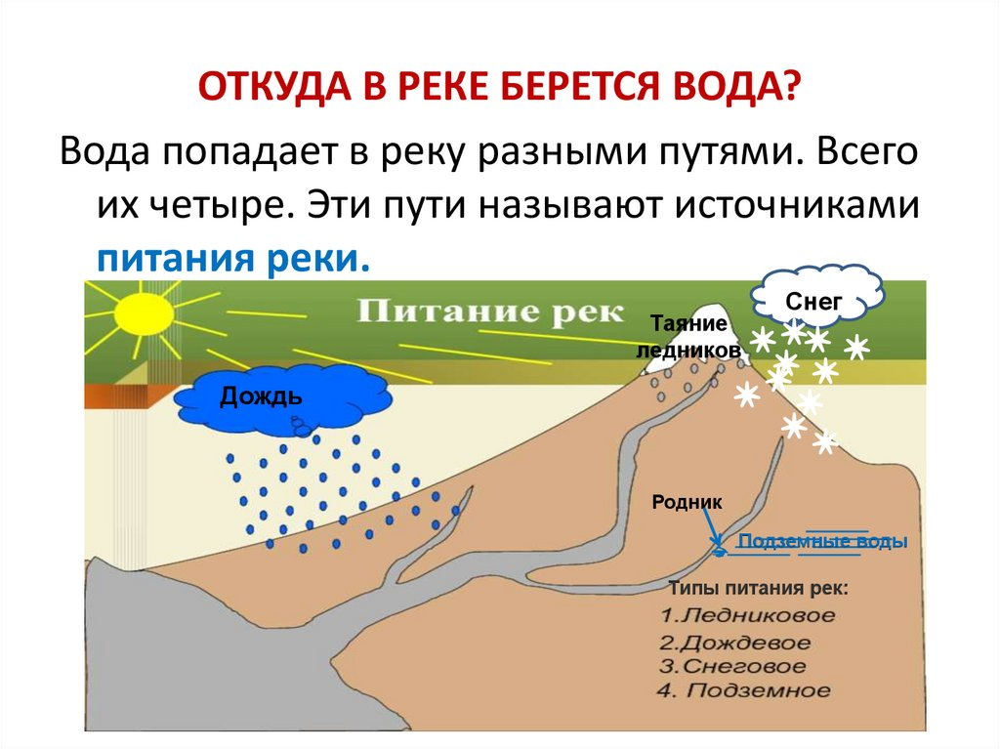 ОТКУДА В РЕКЕ БЕРЕТСЯ ВОДА?
Вода попадает в реку разными путями. Всего
их четыре. Эти пути называют источниками
питания реки.
Питание рек
Снег
Таяние
ледников
Дождь
Родник
Подземные воды
Типы питания рек:
1.Ледниковое
2.Дождевое
3.Снеговое
4. Подземное